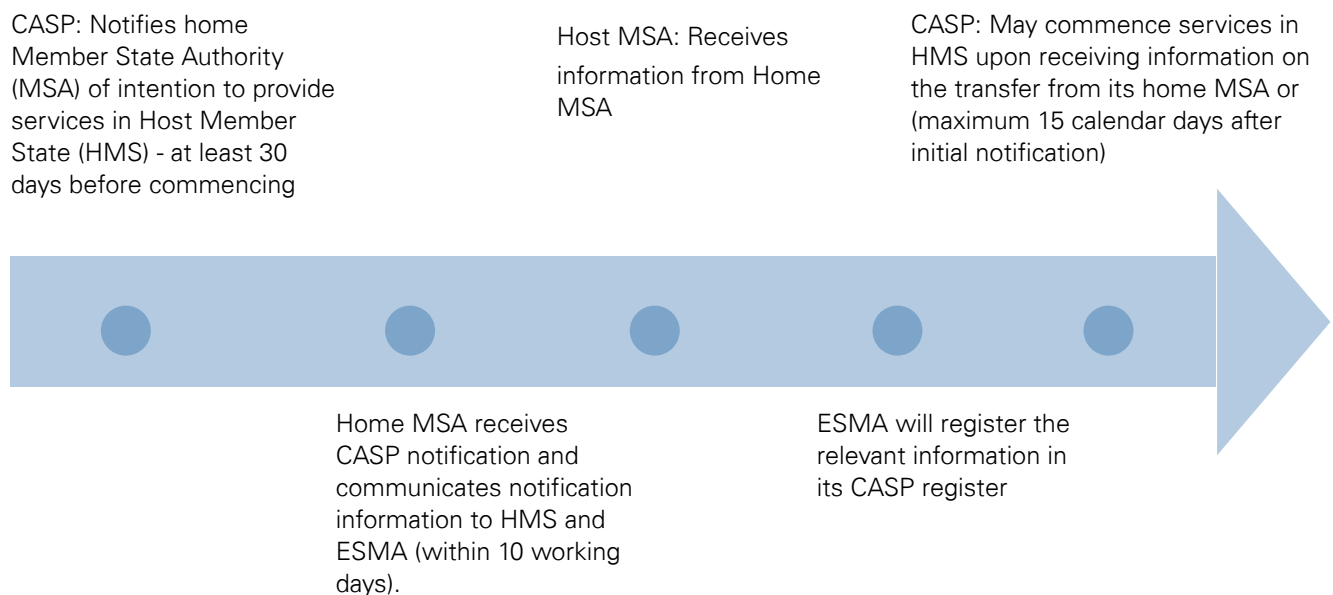 CASP: Notifies home
Member State Authority
(MSA) of intention to provide
services in Host Member
State (HMS) - at least 30
days before commencing
Home MSA receives
CASP notification and
communicates notification
information to HMS and
ESMA (within 10 working
days).
Host MSA: Receives
information from Home
MSA
ESMA will register the
relevant information in
its CASP register
CASP: May commence services in
HMS upon receiving information on
the transfer from its home MSA or
(maximum 15 calendar days after
initial notification)